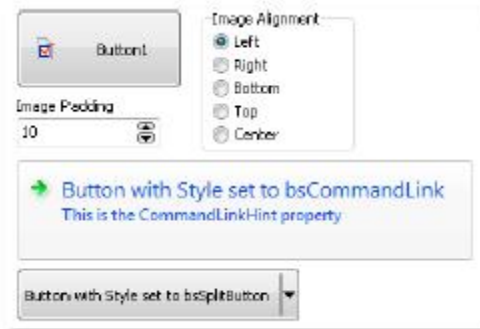 Button1
Image Alignment
Left
Right
Bottom
Top
Center
Image Padding
10
Button with Style set to bsCommandLink
This is the CommandLinkHint property
Button with Style set to bsSplitButton